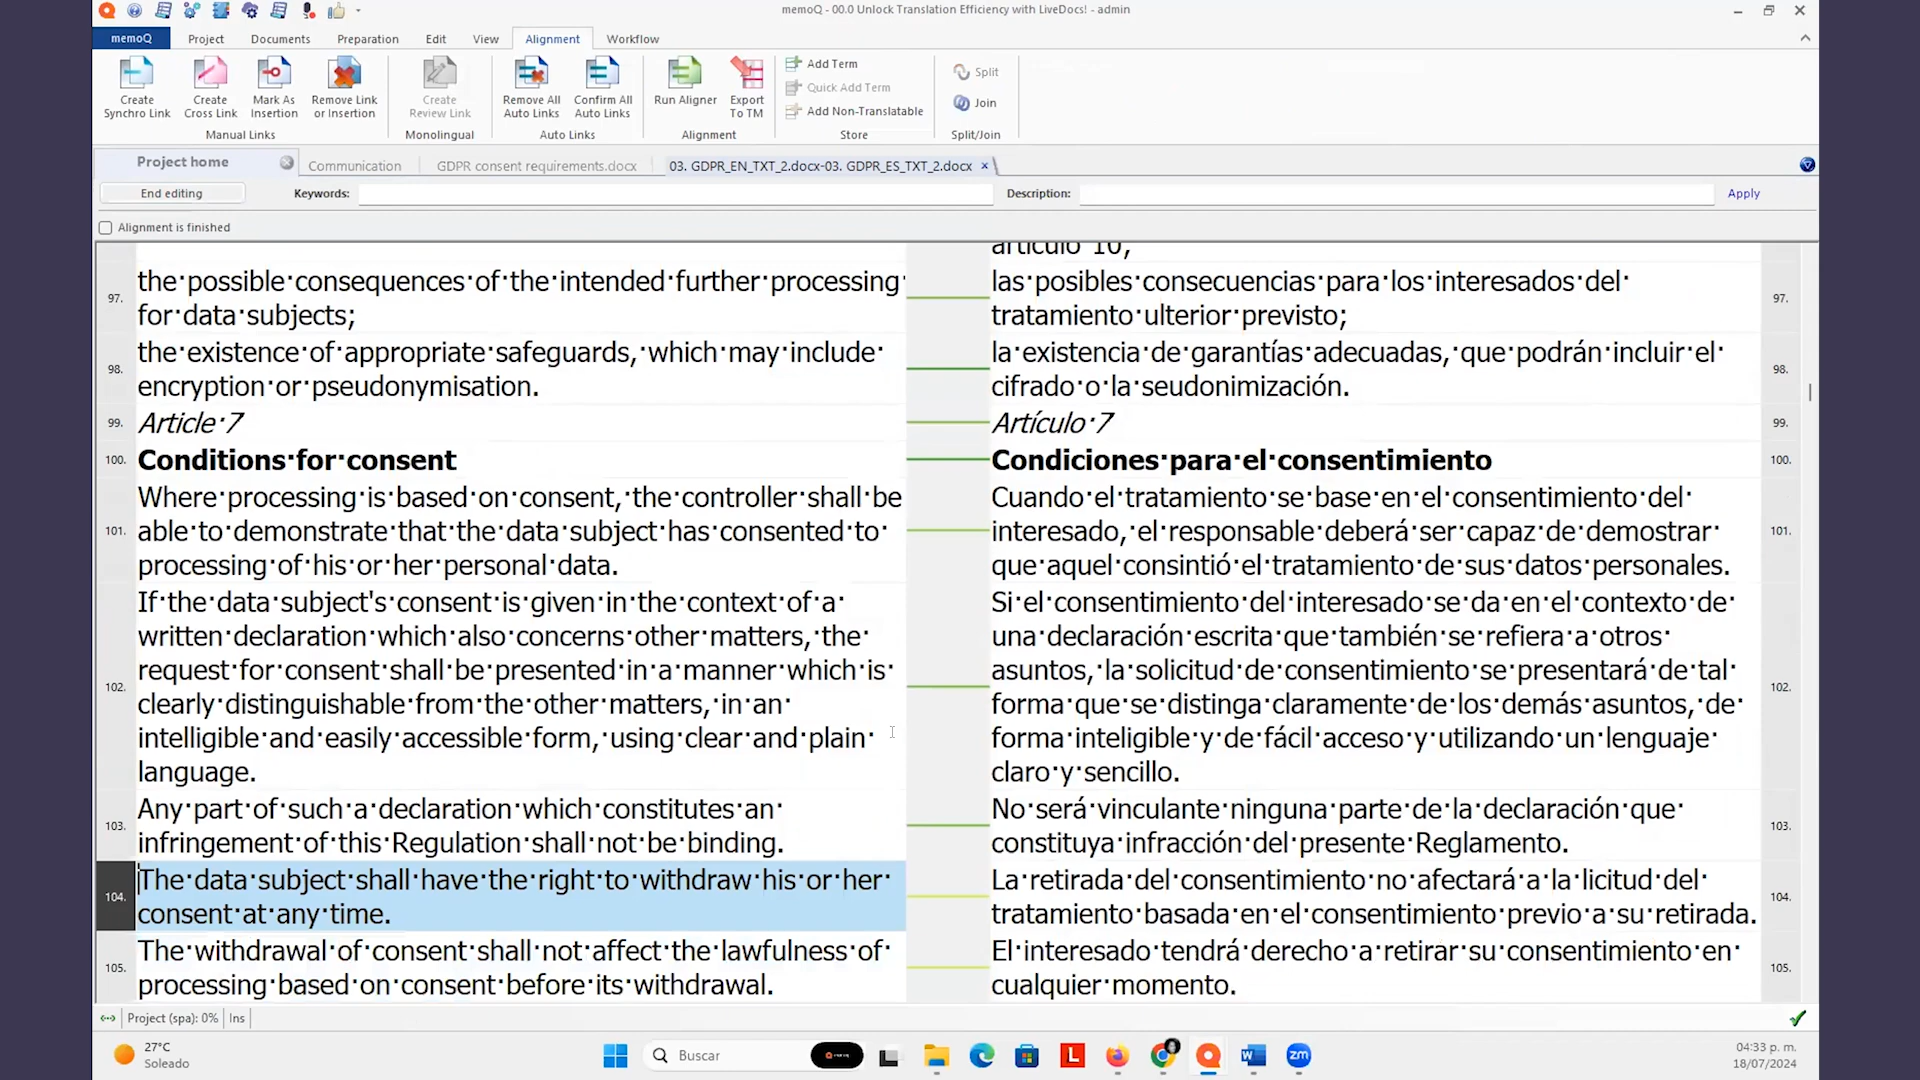 memoQ - 00.0 Unlock Translation Efficiency with LiveDocs! - admin
memoQ Project Documents Preparation Edit View Alignment Workflow
Create Synchro Link
Create Cross Link
Mark As Insertion
Remove Link or Insertion
Manual Links
Create Review Link
Monolingual
Remove All Auto Links
Confirm All Auto Links
Auto Links
Run Aligner
Export To TM
Alignment
Add Term
Quick Add Term
Add Non-Translatable
Store
Split
Join
Split/Join
Project home Communication GDPR consent requirements.docx 03. GDPR_EN_TXT_2.docx-03. GDPR_ES_TXT_2.docx
End editing Keywords: Description: Apply
Alignment is finished
artículo 10,
97.
the possible consequences of the intended further processing
for data subjects;
las posibles consecuencias para los interesados del
tratamiento ulterior previsto;
97.
98.
the existence of appropriate safeguards, which may include
encryption or pseudonymisation.
la existencia de garantías adecuadas, que podrán incluir el
cifrado o la seudonimización.
98.
99. Article 7 Artículo 7 99.
100. Conditions for consent Condiciones para el consentimiento 100.
101.
Where processing is based on consent, the controller shall be
able to demonstrate that the data subject has consented to
processing of his or her personal data.
Cuando el tratamiento se base en el consentimiento del
interesado, el responsable deberá ser capaz de demostrar
que aquel consintió el tratamiento de sus datos personales.
101.
102.
If the data subject's consent is given in the context of a
written declaration which also concerns other matters, the
request for consent shall be presented in a manner which is
clearly distinguishable from the other matters, in an
intelligible and easily accessible form, using clear and plain
language.
Si el consentimiento del interesado se da en el contexto de
una declaración escrita que también se refiera a otros
asuntos, la solicitud de consentimiento se presentará de tal
forma que se distinga claramente de los demás asuntos, de
forma inteligible y de fácil acceso y utilizando un lenguaje
claro y sencillo.
102.
103.
Any part of such a declaration which constitutes an
infringement of this Regulation shall not be binding.
No será vinculante ninguna parte de la declaración que
constituya infracción del presente Reglamento.
103.
104.
The data subject shall have the right to withdraw his or her
consent at any time.
La retirada del consentimiento no afectará a la licitud del
tratamiento basada en el consentimiento previo a su retirada.
104.
105.
The withdrawal of consent shall not affect the lawfulness of
processing based on consent before its withdrawal.
El interesado tendrá derecho a retirar su consentimiento en
cualquier momento.
105.
Project (spa): 0% Ins
27°C
Soleado
Buscar
L
zm
04:33 p. m.
18/07/2024